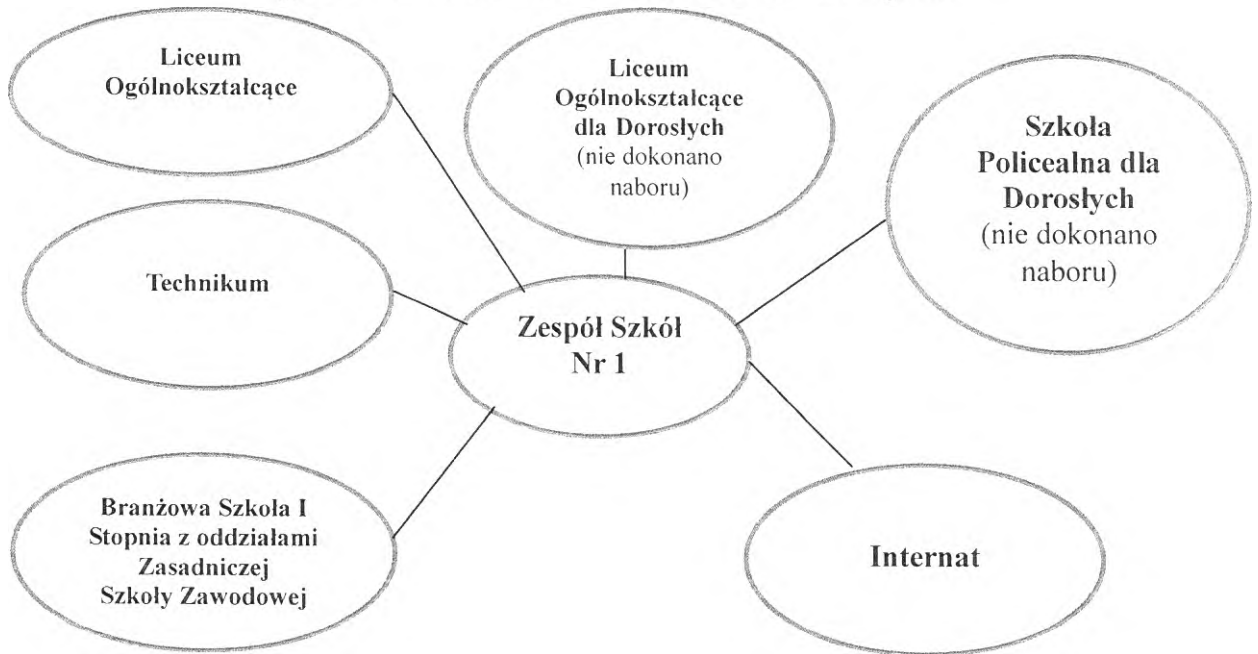 Liceum
Ogólnokształcące
Liceum
Ogólnokształcące
dla Dorosłych
(nie dokonano
naboru)
Szkoła
Policealna dla
Dorosłych
(nie dokonano
naboru)
Technikum
Zespół Szkół
Nr 1
Branżowa Szkoła I
Stopnia z oddziałami
Zasadniczej
Szkoły Zawodowej
Internat